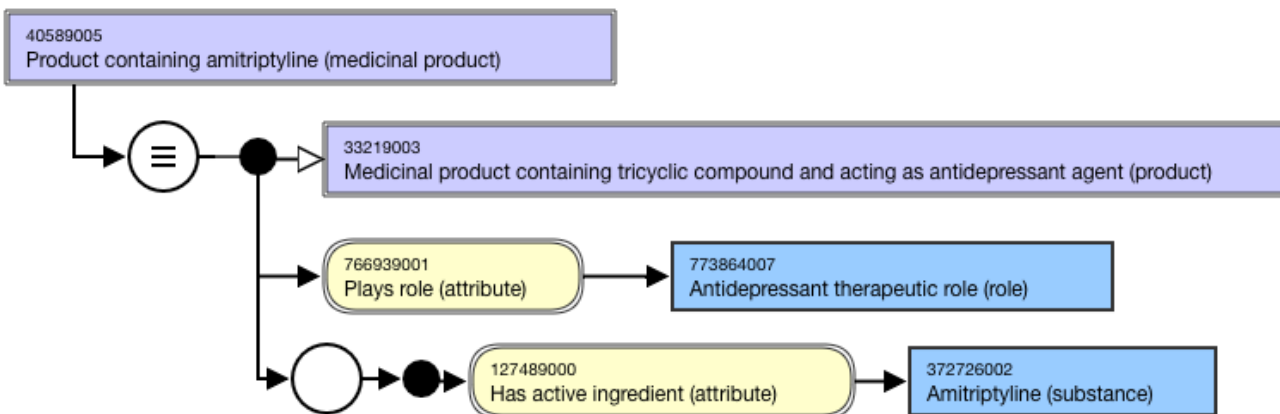 40589005
Product containing amitriptyline (medicinal product)
33219003
Medicinal product containing tricyclic compound and acting as antidepressant agent (product)
766939001
Plays role (attribute)
773864007
Antidepressant therapeutic role (role)
127489000
Has active ingredient (attribute)
372726002
Amitriptyline (substance)